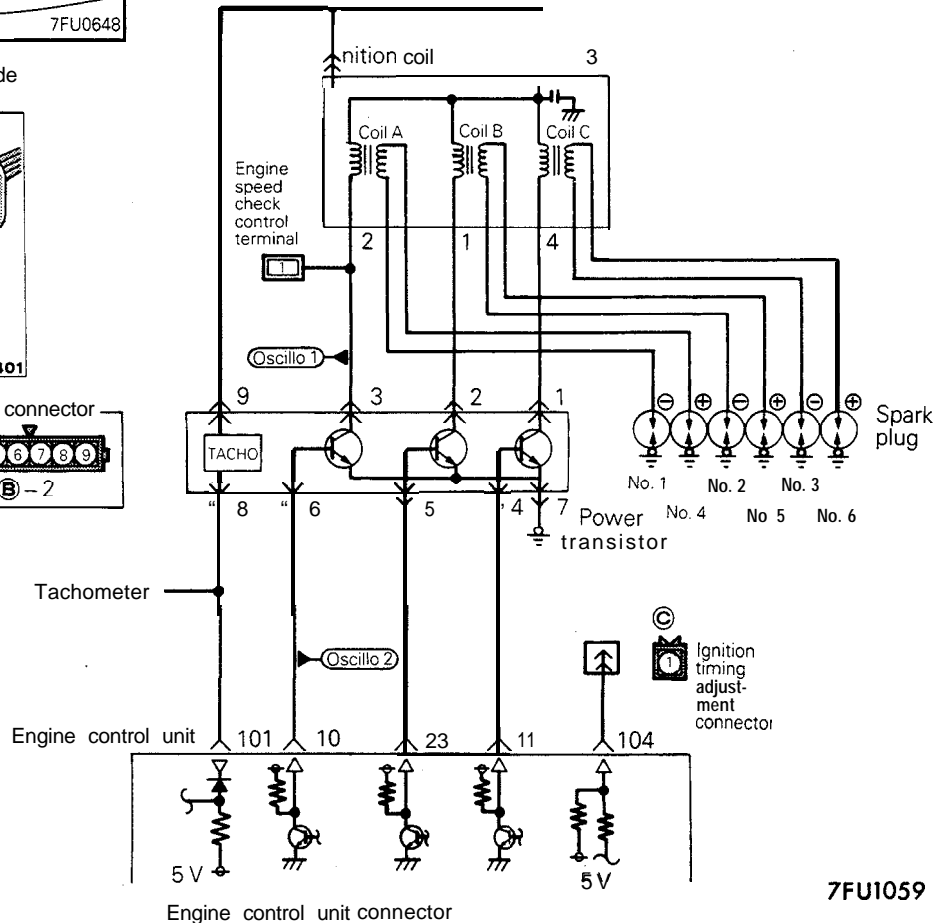 7FU0648
de
nition coil
3
Coil A
Coil B
Coil C
Engine
speed
check
control
terminal
2
1
4
1
Oscillo 1
401
9
3
2
1
connector
6 7 8 9
B - 2
TACHO
Spark
plug
No. 1
No. 2
No. 3
No. 4
No 5
No. 6
8
6
5
4
7
Power
transistor
Tachometer
Oscillo 2
C
1
Ignition
timing
adjust-
ment
connector
Engine control unit
101
10
23
11
104
5 V
5 V
7FU1059
Engine control unit connector